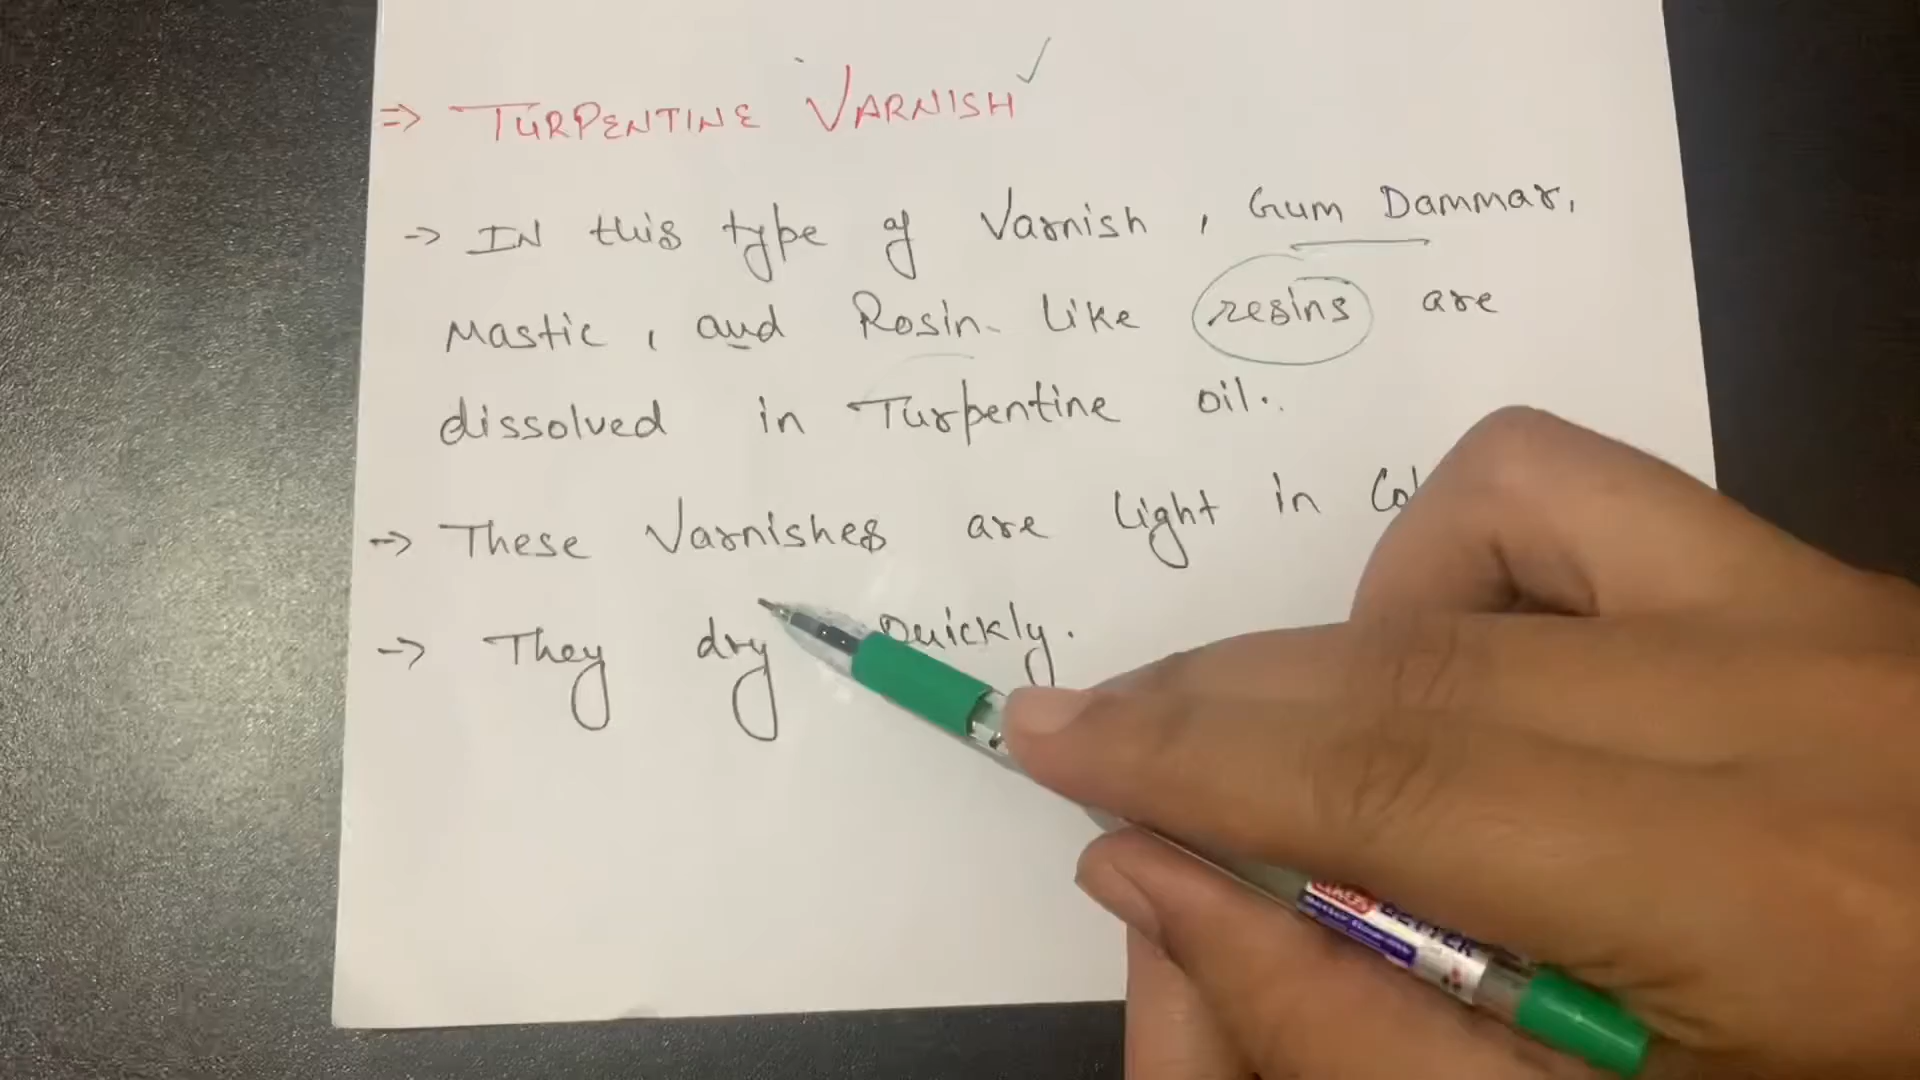 => TURPENTINE VARNISH ✓
-> IN this type of Varnish , Gum Dammar,
Mastic , and Rosin like resins are
dissolved in Turpentine oil.
-> These Varnishes are light in
-> They dry Quickly.